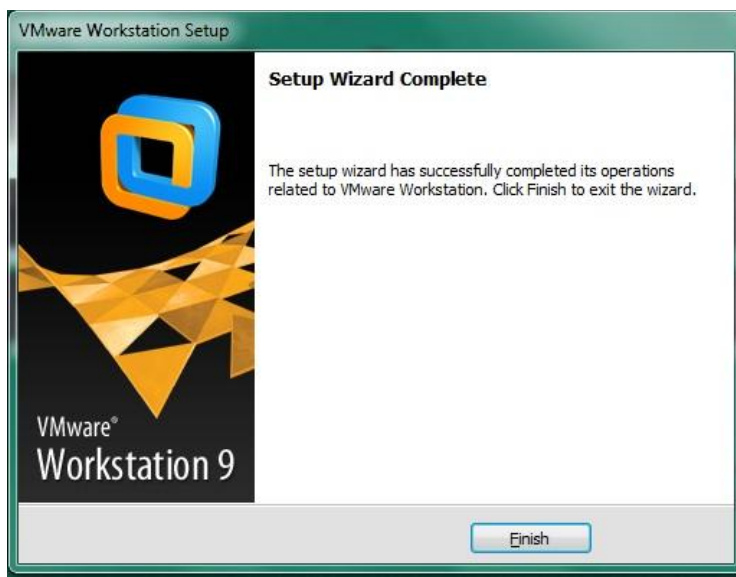 VMware Workstation Setup
Setup Wizard Complete
The setup wizard has successfully completed its operations
related to VMware Workstation. Click Finish to exit the wizard.
VMware®
Workstation 9
Finish